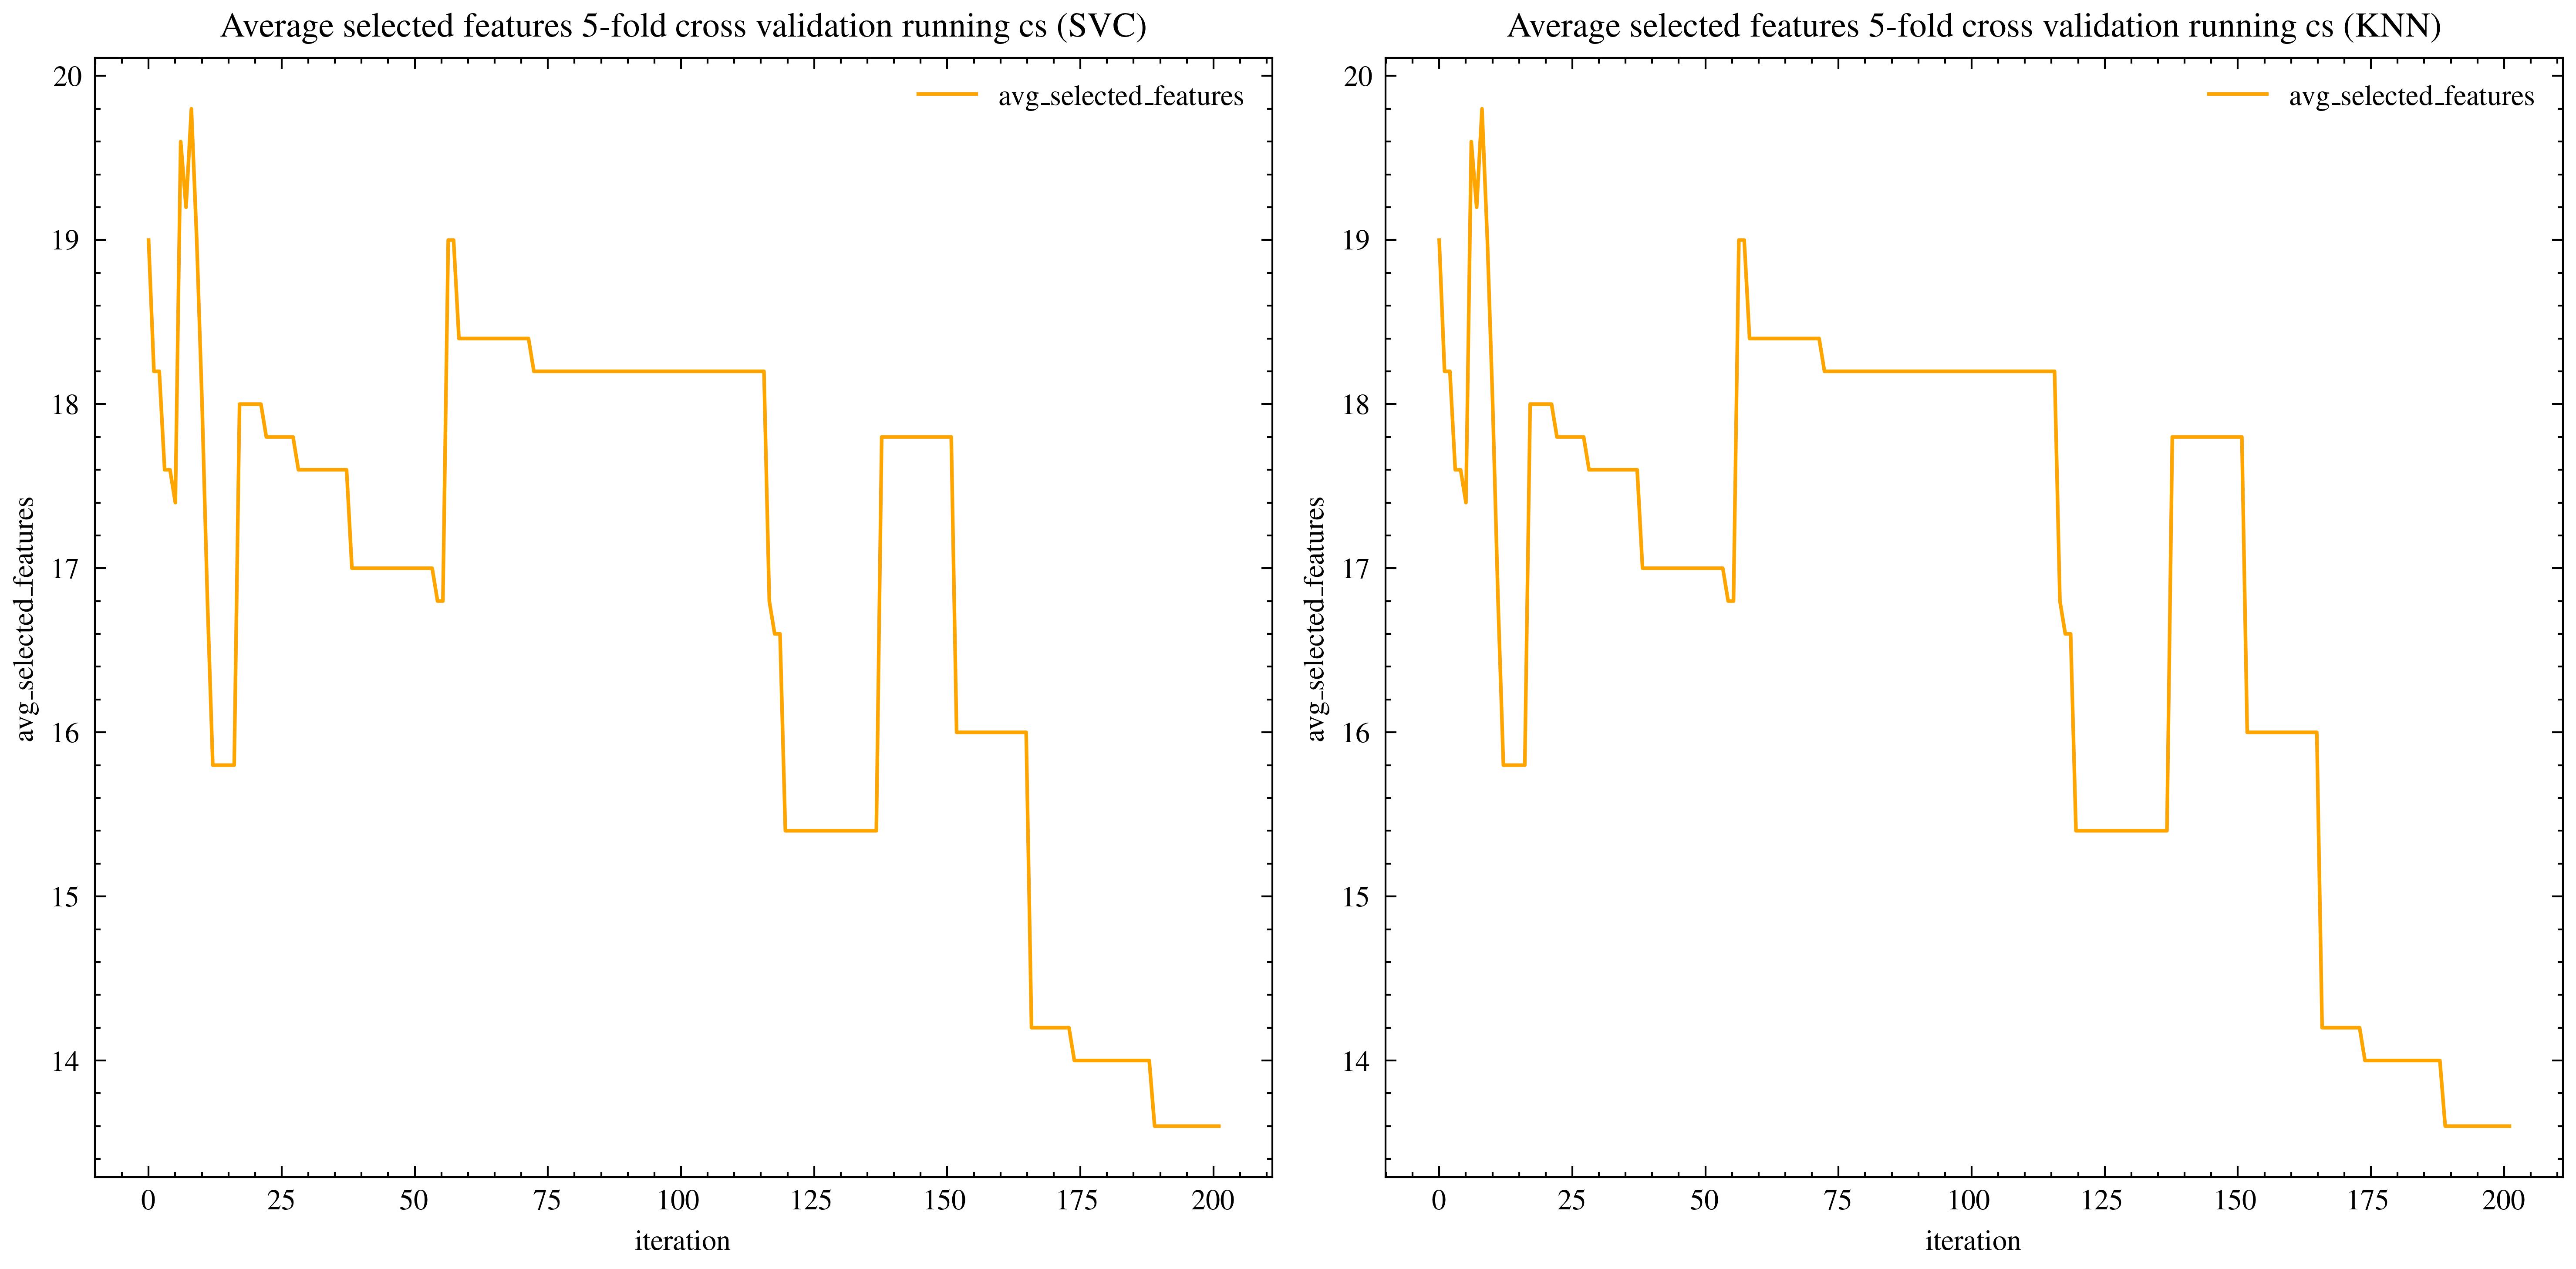 Average selected features 5-fold cross validation running cs (SVC)
avg_selected_features
20
19
18
17
16
15
14
avg_selected_features
0 25 50 75 100 125 150 175 200
iteration
Average selected features 5-fold cross validation running cs (KNN)
avg_selected_features
20
19
18
17
16
15
14
avg_selected_features
0 25 50 75 100 125 150 175 200
iteration